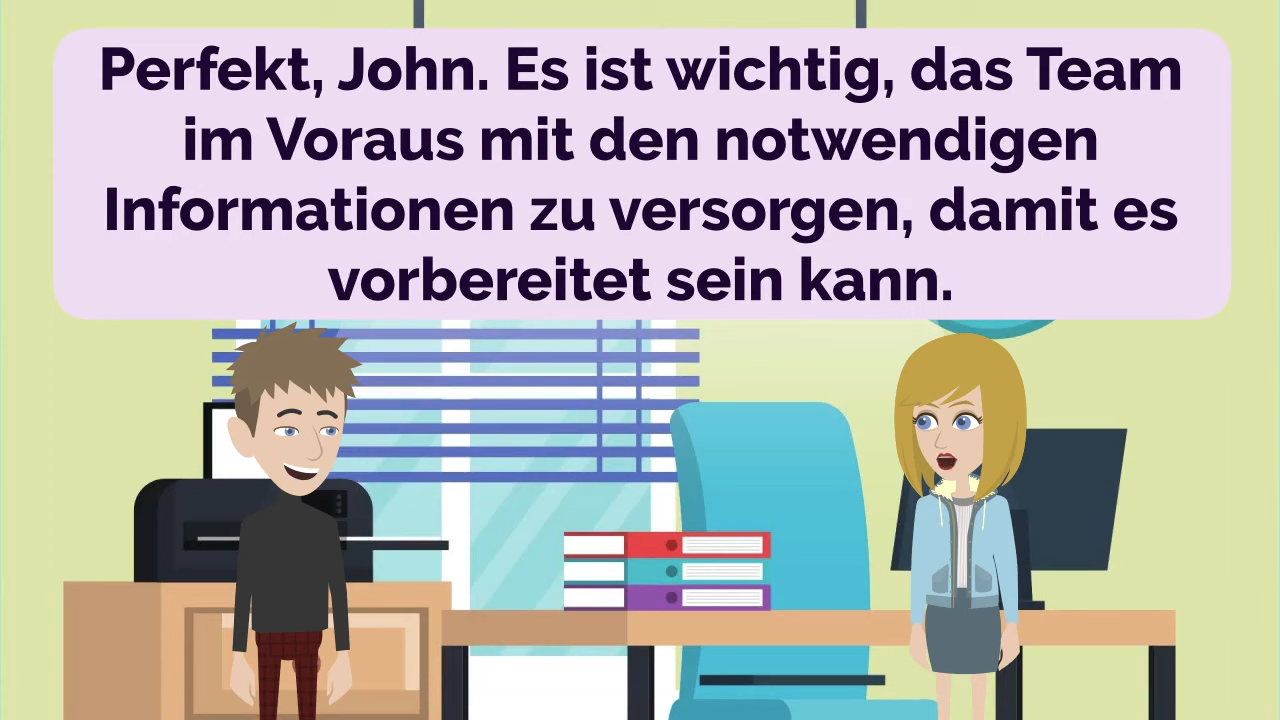 Perfekt, John. Es ist wichtig, das Team
im Voraus mit den notwendigen
Informationen zu versorgen, damit es
vorbereitet sein kann.